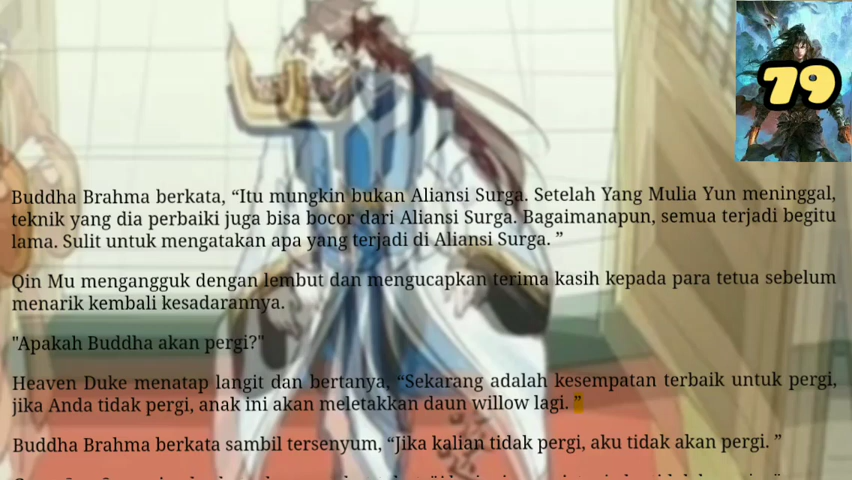 79
Buddha Brahma berkata, “Itu mungkin bukan Aliansi Surga. Setelah Yang Mulia Yun meninggal,
teknik yang dia perbaiki juga bisa bocor dari Aliansi Surga. Bagaimanapun, semua terjadi begitu
lama. Sulit untuk mengatakan apa yang terjadi di Aliansi Surga. ”
Qin Mu mengangguk dengan lembut dan mengucapkan terima kasih kepada para tetua sebelum
menarik kembali kesadarannya.
"Apakah Buddha akan pergi?"
Heaven Duke menatap langit dan bertanya, “Sekarang adalah kesempatan terbaik untuk pergi,
jika Anda tidak pergi, anak ini akan meletakkan daun willow lagi. ”
Buddha Brahma berkata sambil tersenyum, “Jika kalian tidak pergi, aku tidak akan pergi. ”